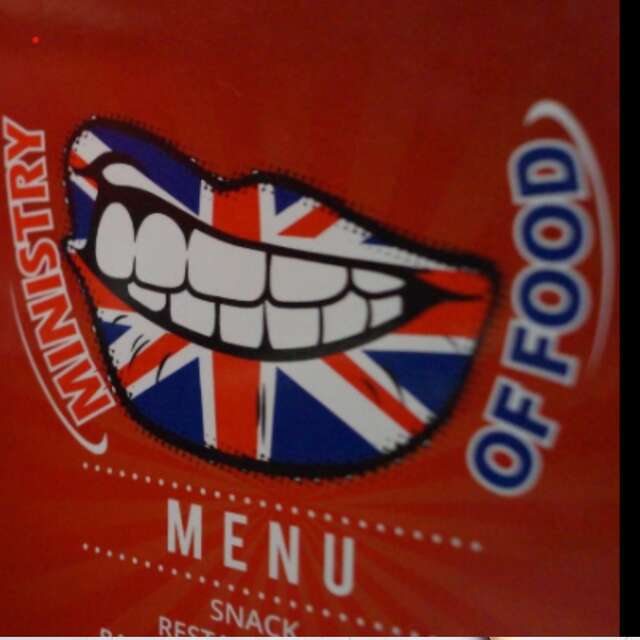 MINISTRY
OF FOOD
MENU
SNACK